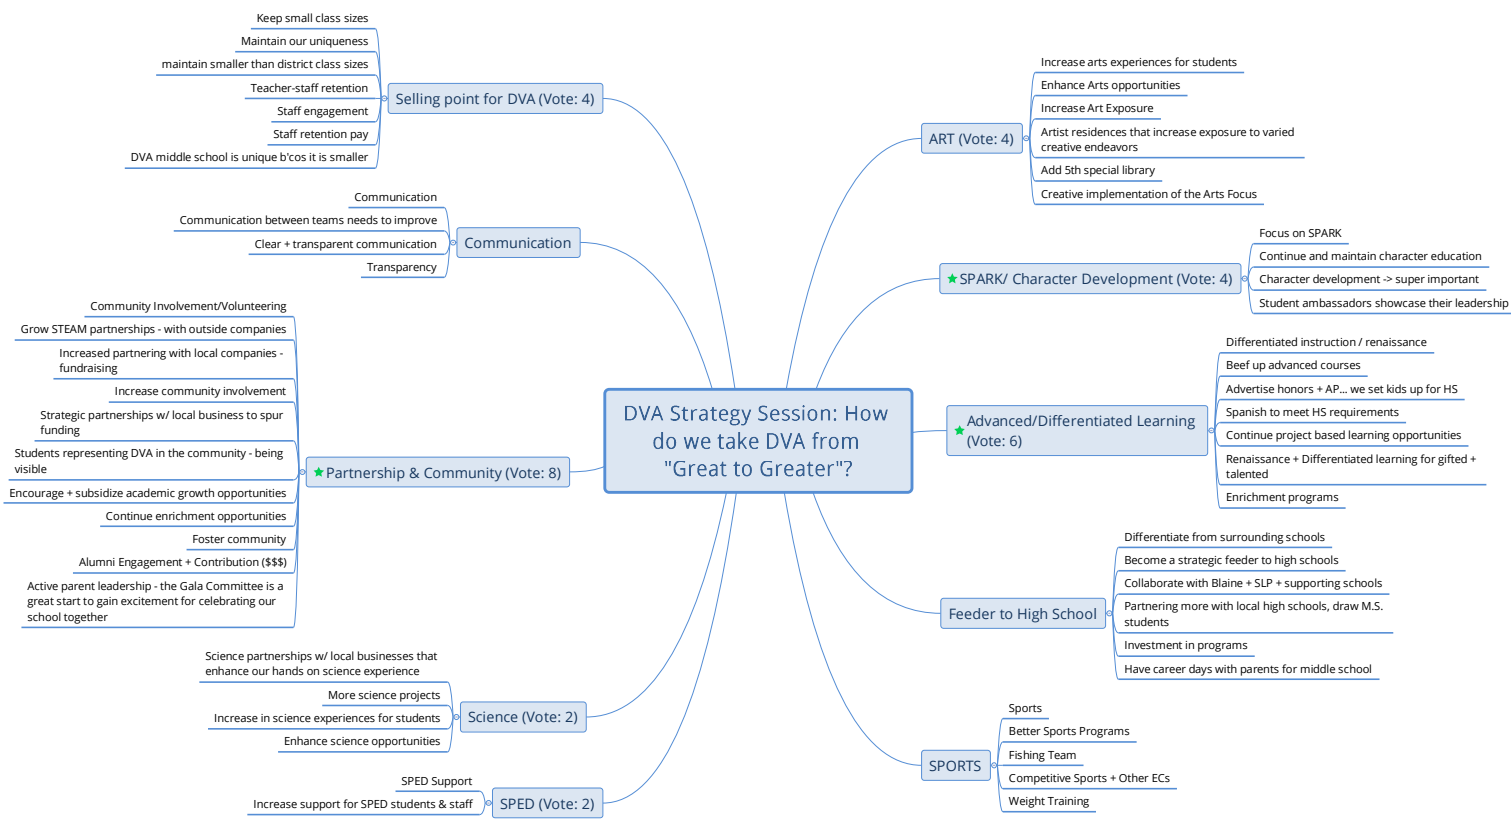 DVA Strategy Session: How
do we take DVA from
"Great to Greater"?
Selling point for DVA (Vote: 4)
Keep small class sizes
Maintain our uniqueness
maintain smaller than district class sizes
Teacher-staff retention
Staff engagement
Staff retention pay
DVA middle school is unique b'cos it is smaller
Communication
Communication
Communication between teams needs to improve
Clear + transparent communication
Transparency
Partnership & Community (Vote: 8)
Community Involvement/Volunteering
Grow STEAM partnerships - with outside companies
Increased partnering with local companies -
fundraising
Increase community involvement
Strategic partnerships w/ local business to spur
funding
Students representing DVA in the community - being
visible
Encourage + subsidize academic growth opportunities
Continue enrichment opportunities
Foster community
Alumni Engagement + Contribution ($$$)
Active parent leadership - the Gala Committee is a
great start to gain excitement for celebrating our
school together
Science (Vote: 2)
Science partnerships w/ local businesses that
enhance our hands on science experience
More science projects
Increase in science experiences for students
Enhance science opportunities
SPED (Vote: 2)
SPED Support
Increase support for SPED students & staff
ART (Vote: 4)
Increase arts experiences for students
Enhance Arts opportunities
Increase Art Exposure
Artist residences that increase exposure to varied
creative endeavors
Add 5th special library
Creative implementation of the Arts Focus
SPARK/ Character Development (Vote: 4)
Focus on SPARK
Continue and maintain character education
Character development -> super important
Student ambassadors showcase their leadership
Advanced/Differentiated Learning
(Vote: 6)
Differentiated instruction / renaissance
Beef up advanced courses
Advertise honors + AP... we set kids up for HS
Spanish to meet HS requirements
Continue project based learning opportunities
Renaissance + Differentiated learning for gifted +
talented
Enrichment programs
Feeder to High School
Differentiate from surrounding schools
Become a strategic feeder to high schools
Collaborate with Blaine + SLP + supporting schools
Partnering more with local high schools, draw M.S.
students
Investment in programs
Have career days with parents for middle school
SPORTS
Sports
Better Sports Programs
Fishing Team
Competitive Sports + Other ECs
Weight Training